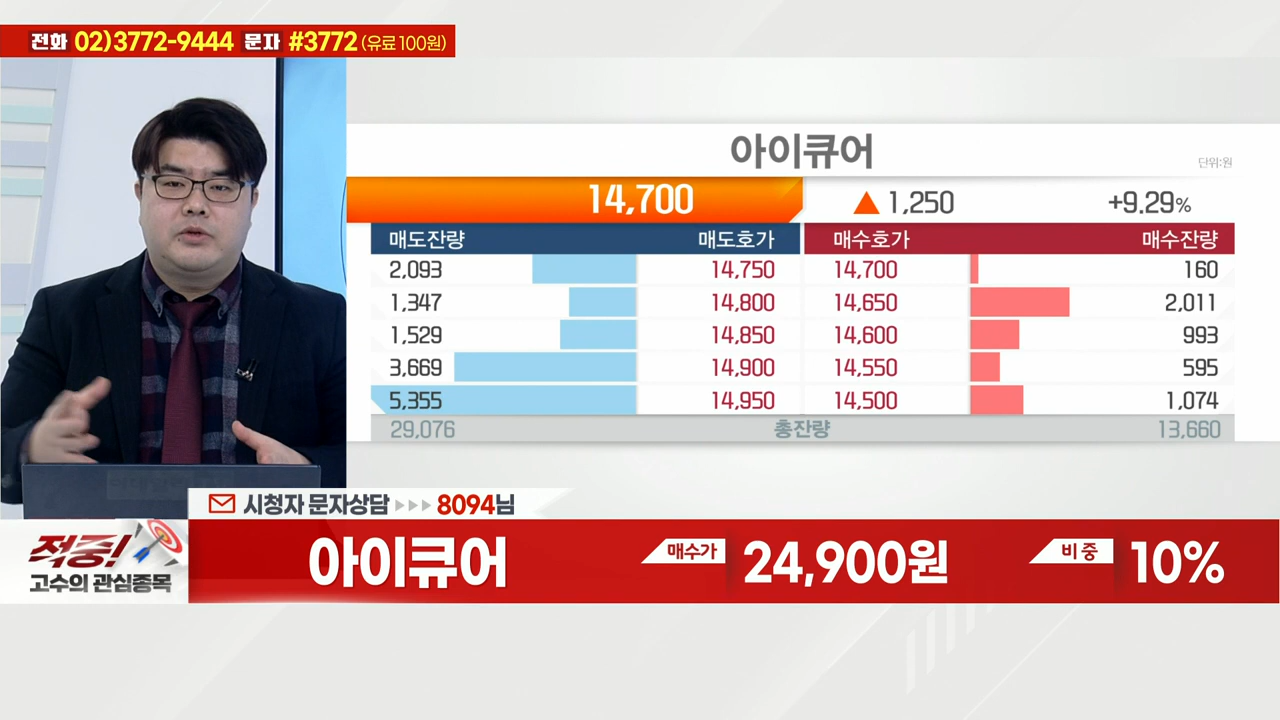 전화 02)3772-9444 문자 #3772 (유료100원)
아이큐어
단위:원
14,700 ▲ 1,250 +9.29%
매도잔량 매도호가 매수호가 매수잔량
2,093 14,750 14,700 160
1,347 14,800 14,650 2,011
1,529 14,850 14,600 993
3,669 14,900 14,550 595
5,355 14,950 14,500 1,074
29,076 총잔량 13,660
시청자 문자상담 ▶▶▶ 8094님
적중!
고수의 관심종목
아이큐어 매수가 24,900원 비중 10%